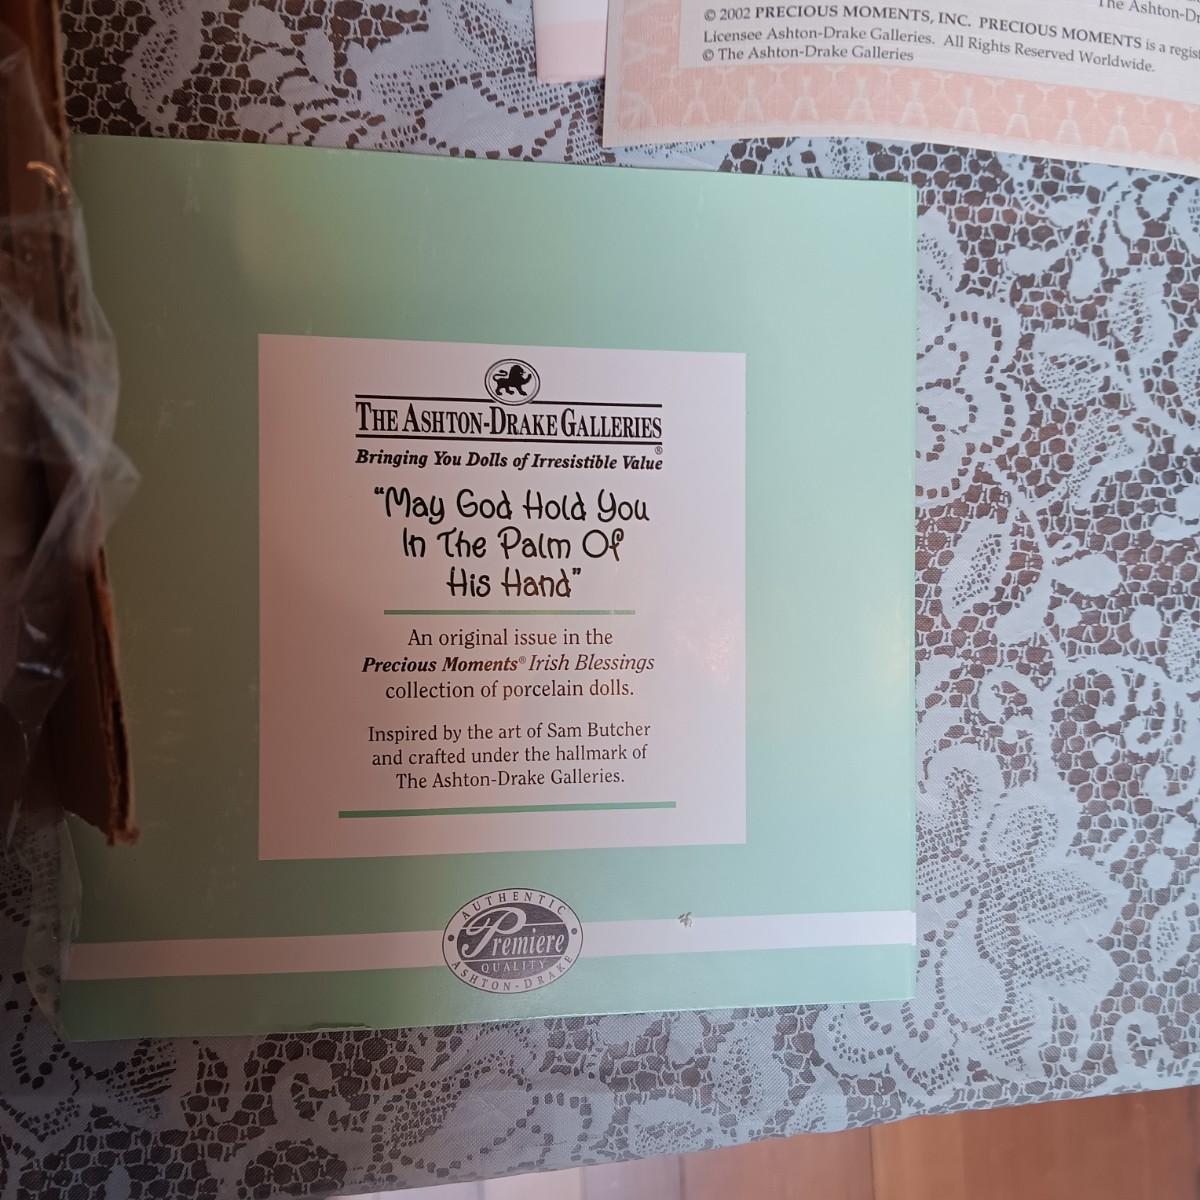 The Ashton-D
© 2002 PRECIOUS MOMENTS, INC. PRECIOUS MOMENTS is a regist
Licensee Ashton-Drake Galleries. All Rights Reserved Worldwide.
© The Ashton-Drake Galleries
THE ASHTON-DRAKE GALLERIES®
Bringing You Dolls of Irresistible Value
"May God Hold You
In The Palm Of
His Hand"
An original issue in the
Precious Moments® Irish Blessings
collection of porcelain dolls.
Inspired by the art of Sam Butcher
and crafted under the hallmark of
The Ashton-Drake Galleries.
AUTHENTIC
Premiere
QUALITY
ASHTON-DRAKE